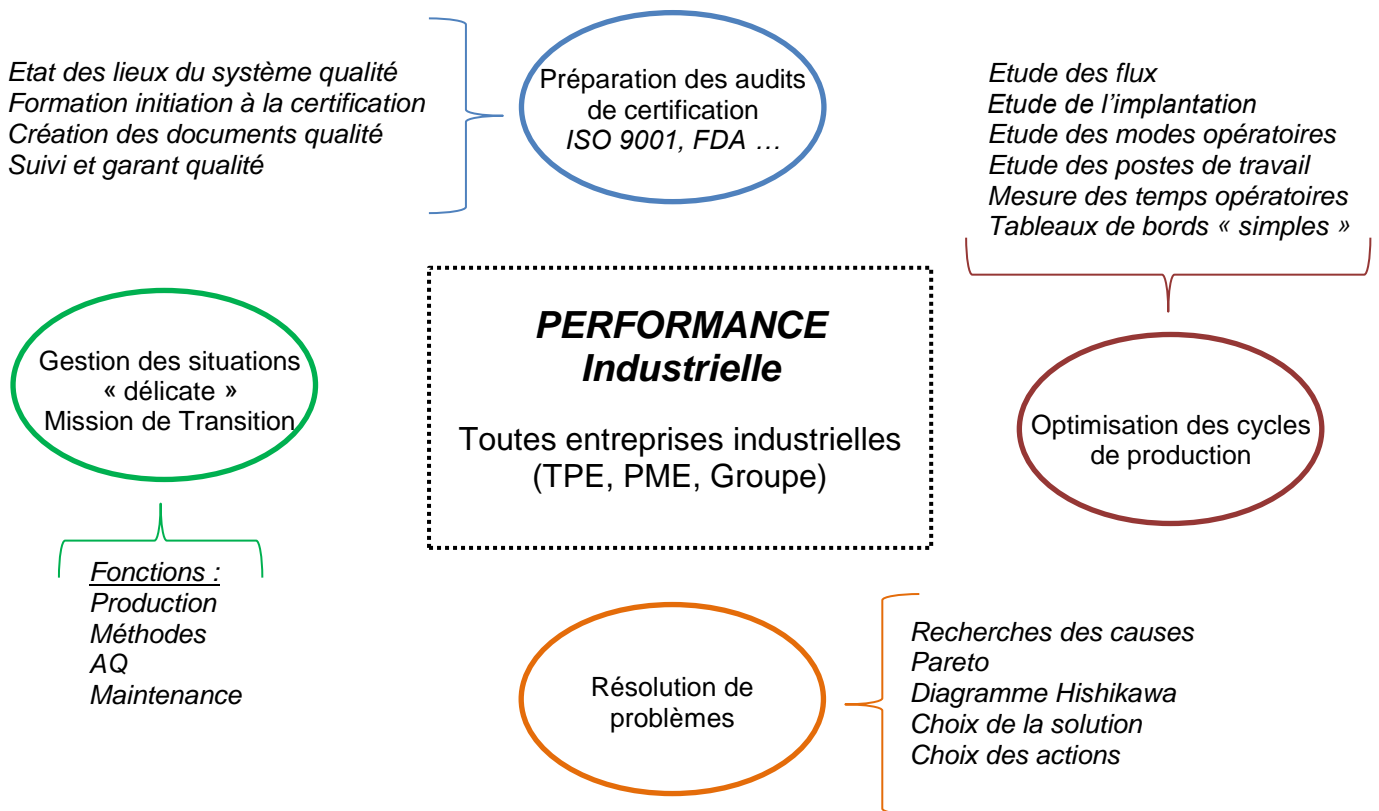 Etat des lieux du système qualité
Formation initiation à la certification
Création des documents qualité
Suivi et garant qualité
Préparation des audits
de certification
ISO 9001, FDA …
Etude des flux
Etude de l’implantation
Etude des modes opératoires
Etude des postes de travail
Mesure des temps opératoires
Tableaux de bords « simples »
Gestion des situations
« délicate »
Mission de Transition
PERFORMANCE
Industrielle
Toutes entreprises industrielles
(TPE, PME, Groupe)
Optimisation des cycles
de production
Fonctions :
Production
Méthodes
AQ
Maintenance
Résolution de
problèmes
Recherches des causes
Pareto
Diagramme Hishikawa
Choix de la solution
Choix des actions